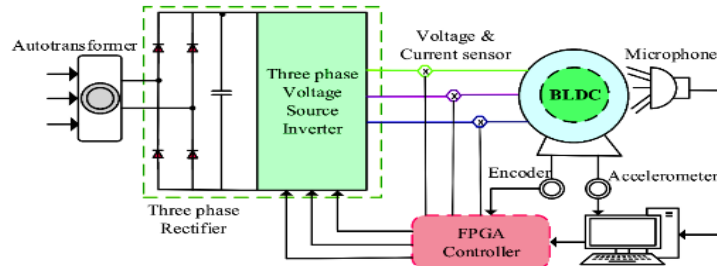 Autotransformer
Three phase
Voltage
Source
Inverter
Three phase
Rectifier
Voltage &
Current sensor
x
x
x
BLDC
Microphone
Encoder
Accelerometer
FPGA
Controller